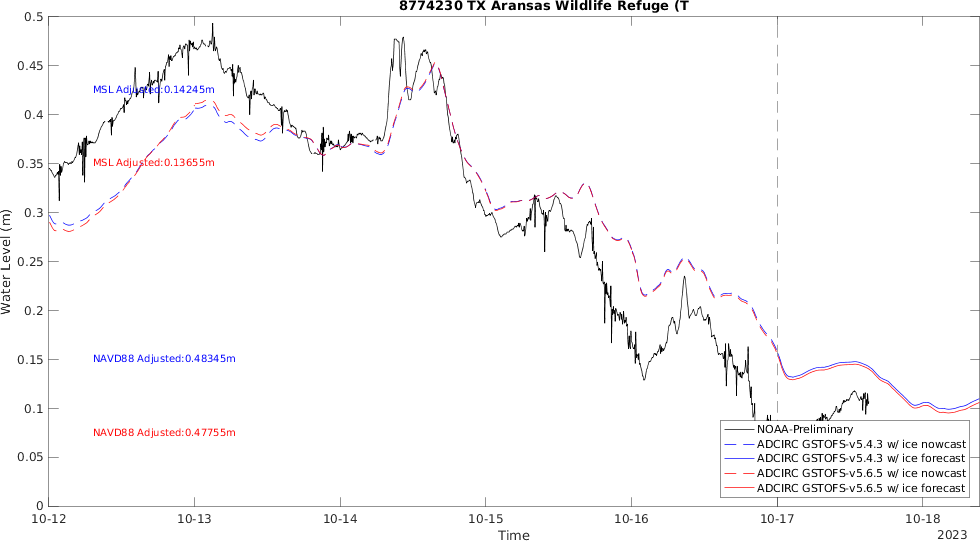 8774230 TX Aransas Wildlife Refuge (T
0.5
0.45
MSL Adjusted:0.14245m
0.4
0.35
MSL Adjusted:0.13655m
0.3
Water Level (m)
0.25
0.2
0.15
NAVD88 Adjusted:0.48345m
0.1
NAVD88 Adjusted:0.47755m
0.05
0
NOAA-Preliminary
ADCIRC GSTOFS-v5.4.3 w/ ice nowcast
ADCIRC GSTOFS-v5.4.3 w/ ice forecast
ADCIRC GSTOFS-v5.6.5 w/ ice nowcast
ADCIRC GSTOFS-v5.6.5 w/ ice forecast
10-12 10-13 10-14 10-15 10-16 10-17 10-18
Time
2023